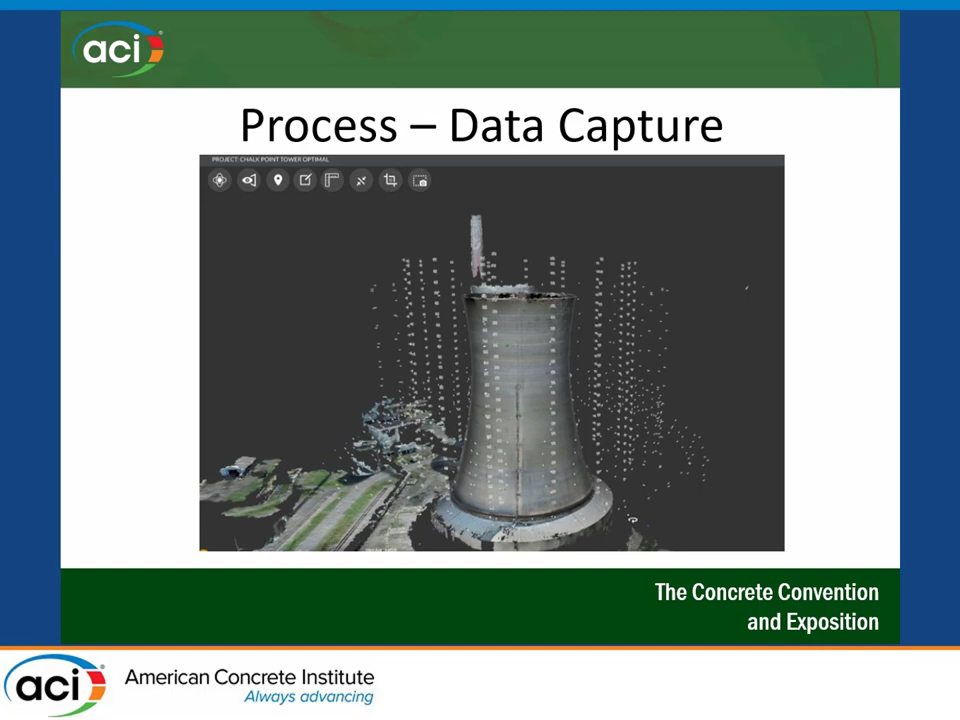 aci
Process – Data Capture
PROJECT: CHALK POINT TOWER OPTIMAL
The Concrete Convention
and Exposition
aci
American Concrete Institute
Always advancing